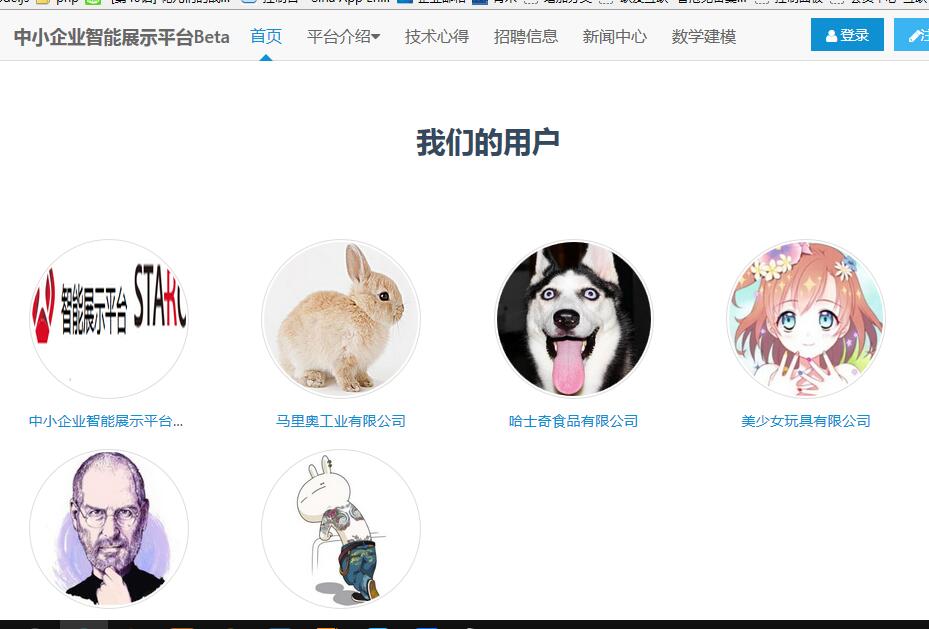 中小企业智能展示平台Beta 首页 平台介绍 技术心得 招聘信息 新闻中心 数学建模 登录
我们的用户
智能展示平台 STAR
中小企业智能展示平台... 马里奥工业有限公司 哈士奇食品有限公司 美少女玩具有限公司